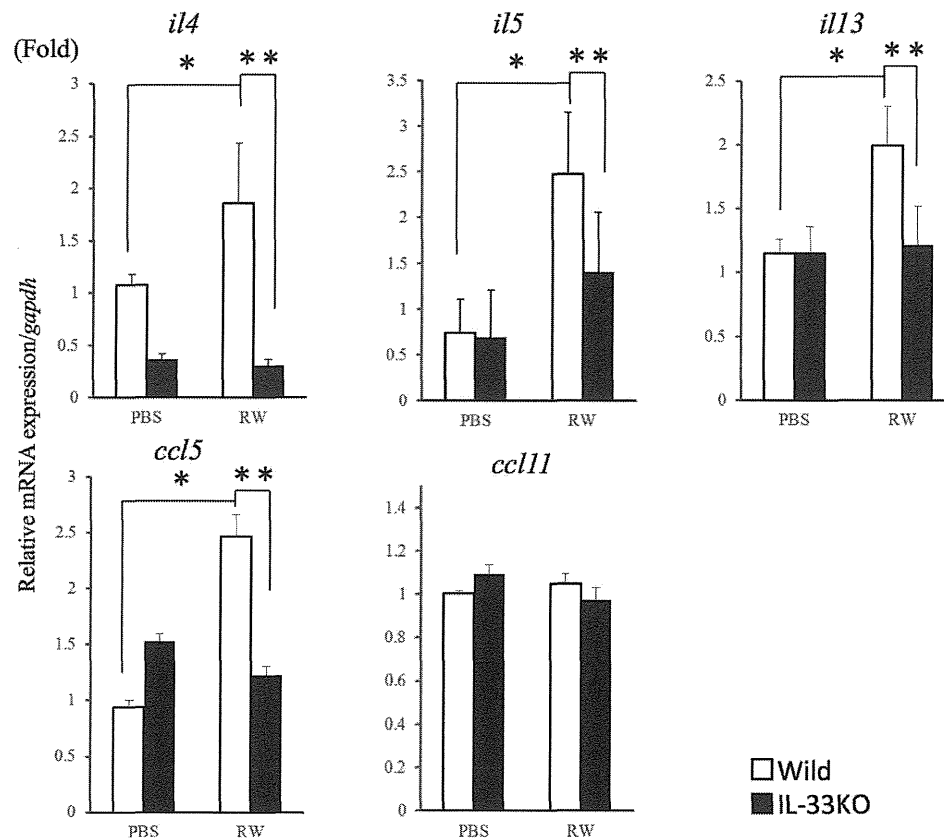 il4
il5
il13
(Fold)
*
* *
*
* *
*
* *
3
2.5
2
1.5
1
0.5
0
PBS
RW
3.5
3
2.5
2
1.5
1
0.5
0
PBS
RW
2.5
2
1.5
1
0.5
0
PBS
RW
Relative mRNA expression/gapdh
ccl5
ccl11
*
* *
3
2.5
2
1.5
1
0.5
0
PBS
RW
1.4
1.2
1
0.8
0.6
0.4
0.2
0
PBS
RW
Wild
IL-33KO